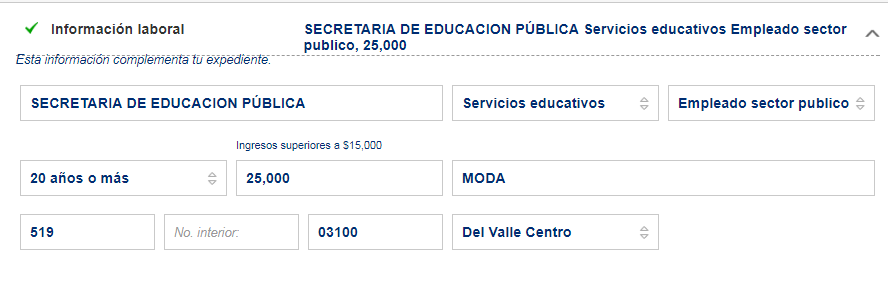 Información laboral
SECRETARIA DE EDUCACION PÚBLICA Servicios educativos Empleado sector
publico, 25,000
Esta información complementa tu expediente.
SECRETARIA DE EDUCACION PÚBLICA
Servicios educativos
Empleado sector publico
Ingresos superiores a $15,000
20 años o más
25,000
MODA
519
No. interior:
03100
Del Valle Centro